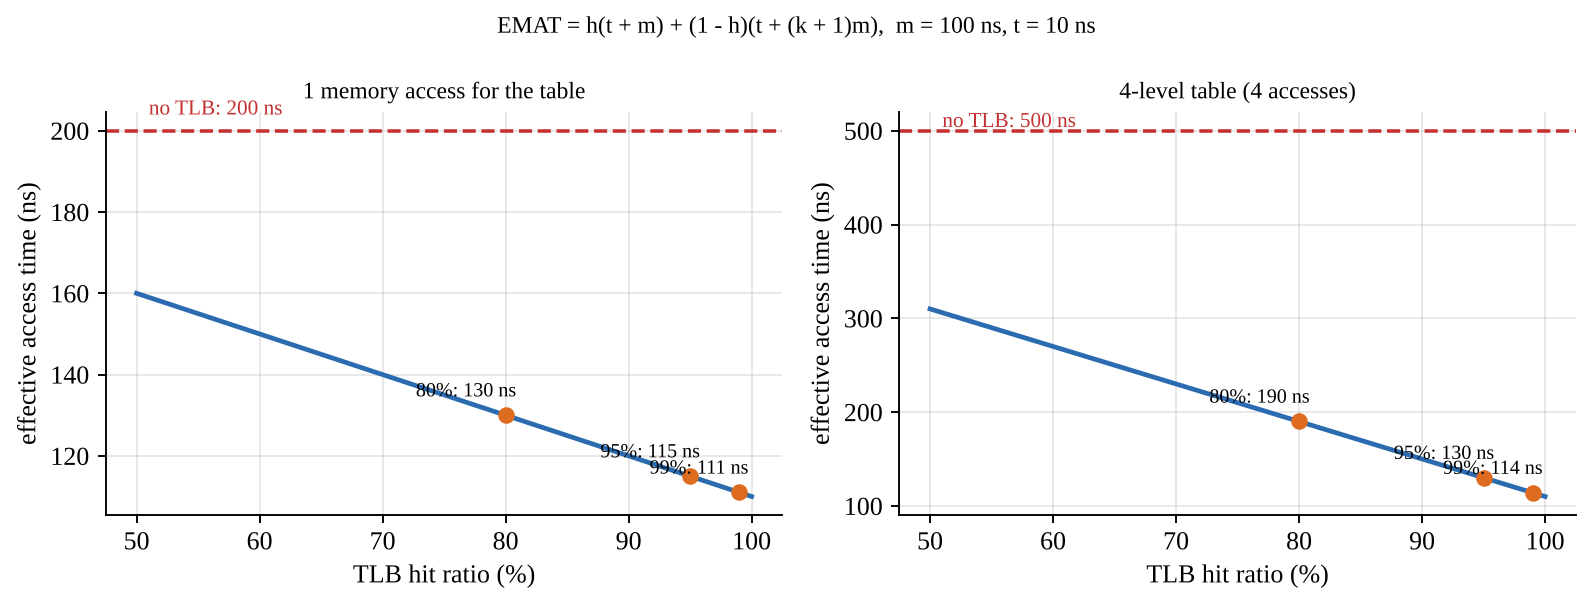 EMAT = h(t + m) + (1 - h)(t + (k + 1)m),  m = 100 ns, t = 10 ns
1 memory access for the table
no TLB: 200 ns
200
180
160
140
120
effective access time (ns)
80%: 130 ns
95%: 115 ns
99%: 111 ns
50 60 70 80 90 100
TLB hit ratio (%)
4-level table (4 accesses)
no TLB: 500 ns
500
400
300
200
100
effective access time (ns)
80%: 190 ns
95%: 130 ns
99%: 114 ns
50 60 70 80 90 100
TLB hit ratio (%)